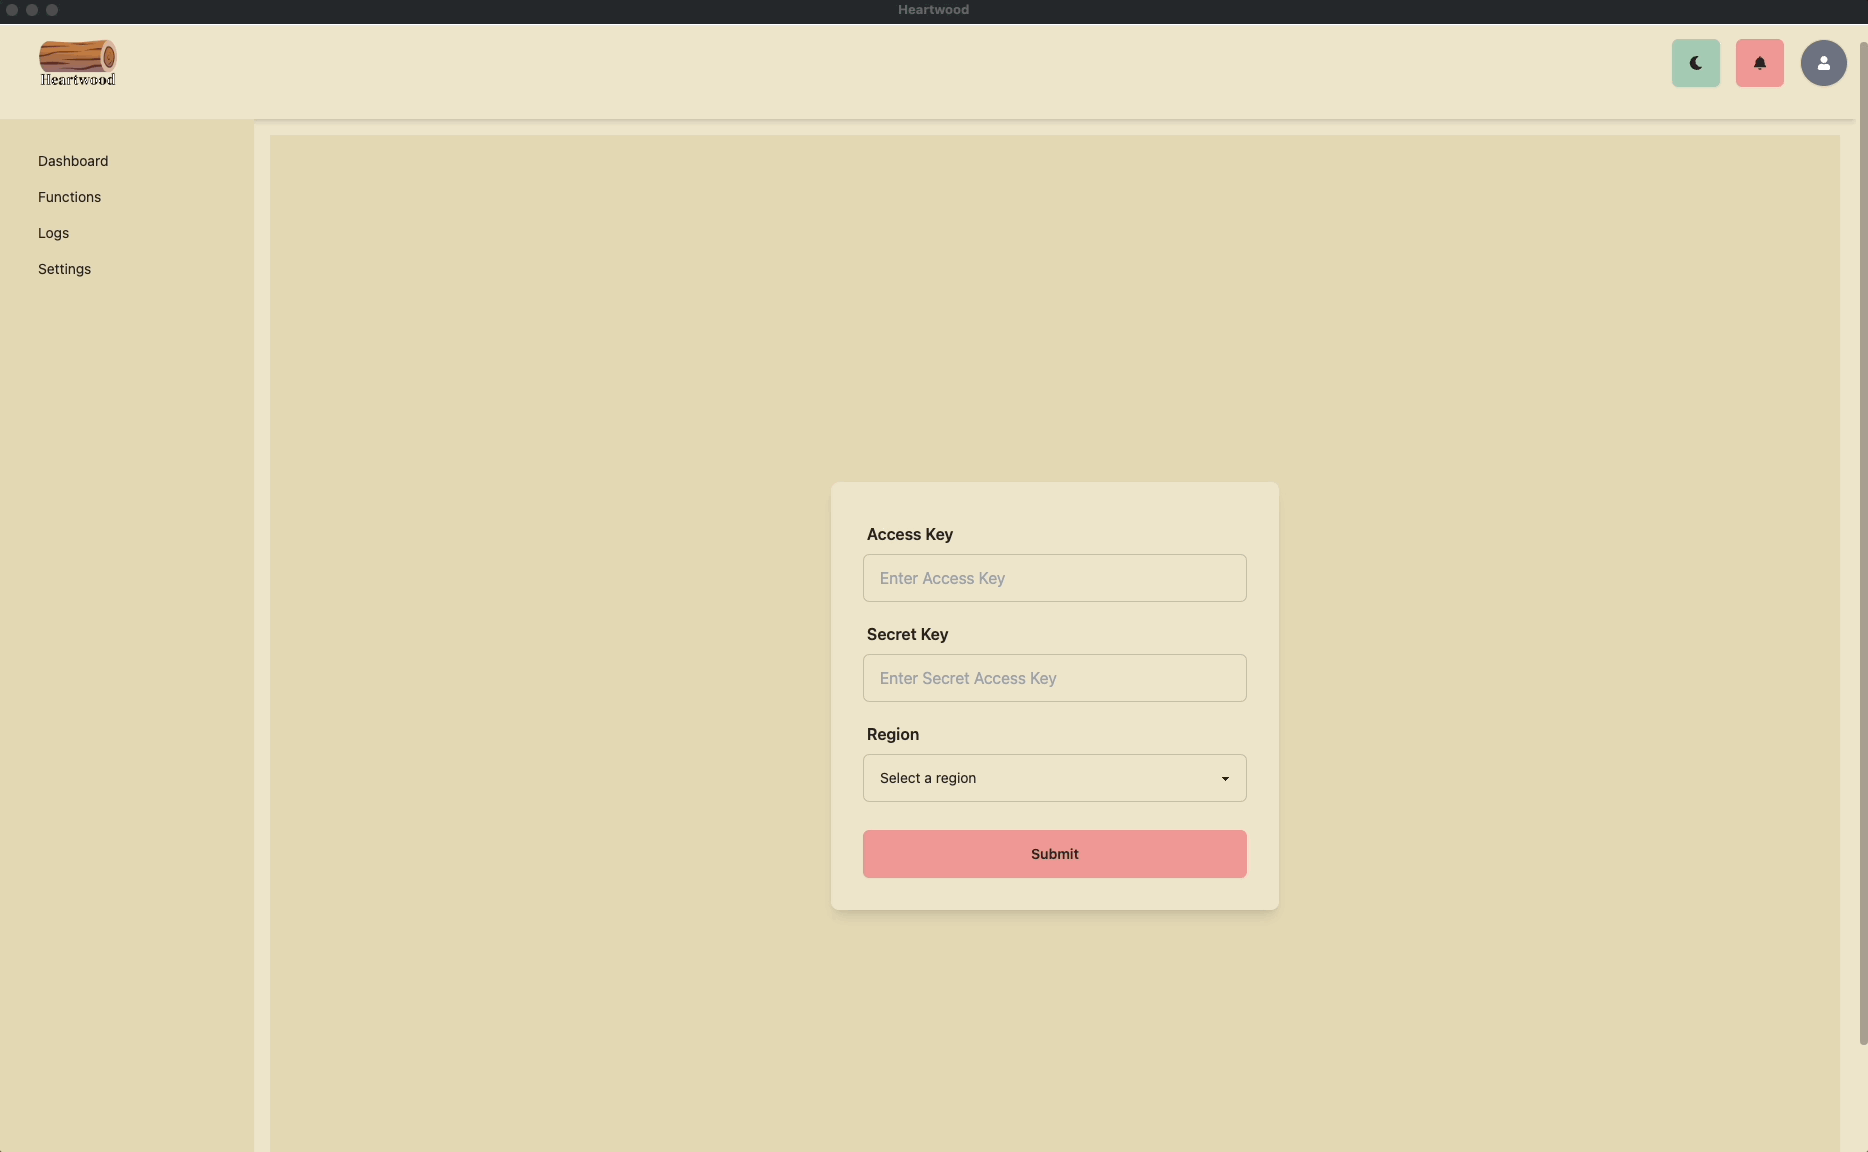 Heartwood
Heartwood
Dashboard
Functions
Logs
Settings
Access Key
Enter Access Key
Secret Key
Enter Secret Access Key
Region
Select a region
Submit